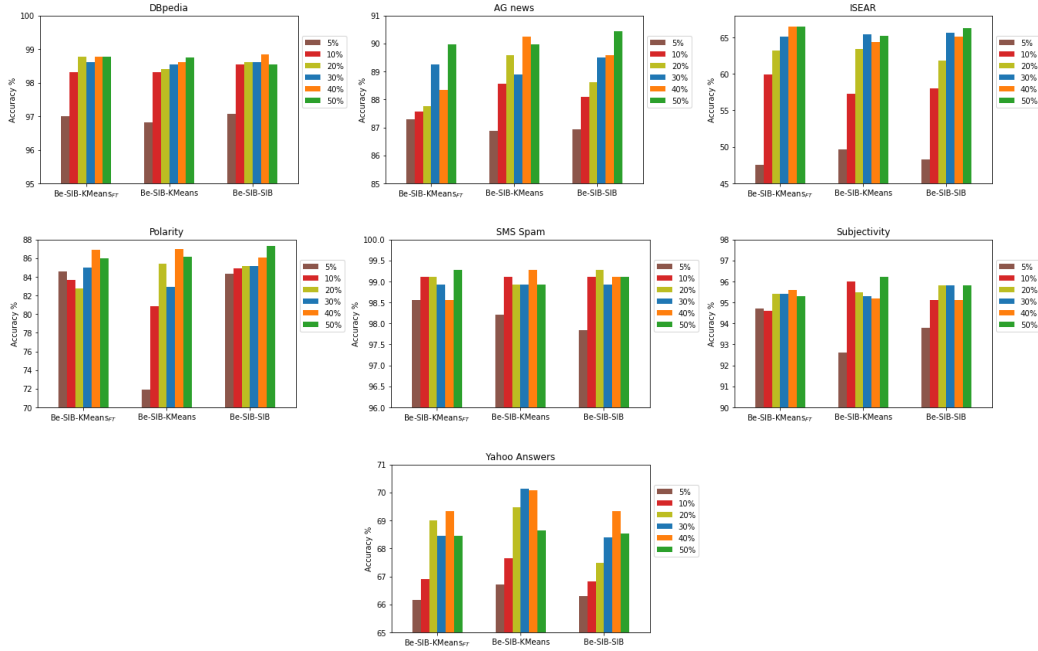 DBpedia
Accuracy %
100
99
98
97
96
95
Be-SIB-KMeansFT
Be-SIB-KMeans
Be-SIB-SIB
5%
10%
20%
30%
40%
50%
AG news
Accuracy %
91
90
89
88
87
86
85
Be-SIB-KMeansFT
Be-SIB-KMeans
Be-SIB-SIB
5%
10%
20%
30%
40%
50%
ISEAR
Accuracy %
65
60
55
50
45
Be-SIB-KMeansFT
Be-SIB-KMeans
Be-SIB-SIB
5%
10%
20%
30%
40%
50%
Polarity
Accuracy %
88
86
84
82
80
78
76
74
72
70
Be-SIB-KMeansFT
Be-SIB-KMeans
Be-SIB-SIB
5%
10%
20%
30%
40%
50%
SMS Spam
Accuracy %
100.0
99.5
99.0
98.5
98.0
97.5
97.0
96.5
96.0
Be-SIB-KMeansFT
Be-SIB-KMeans
Be-SIB-SIB
5%
10%
20%
30%
40%
50%
Subjectivity
Accuracy %
98
97
96
95
94
93
92
91
90
Be-SIB-KMeansFT
Be-SIB-KMeans
Be-SIB-SIB
5%
10%
20%
30%
40%
50%
Yahoo Answers
Accuracy %
71
70
69
68
67
66
65
Be-SIB-KMeansFT
Be-SIB-KMeans
Be-SIB-SIB
5%
10%
20%
30%
40%
50%